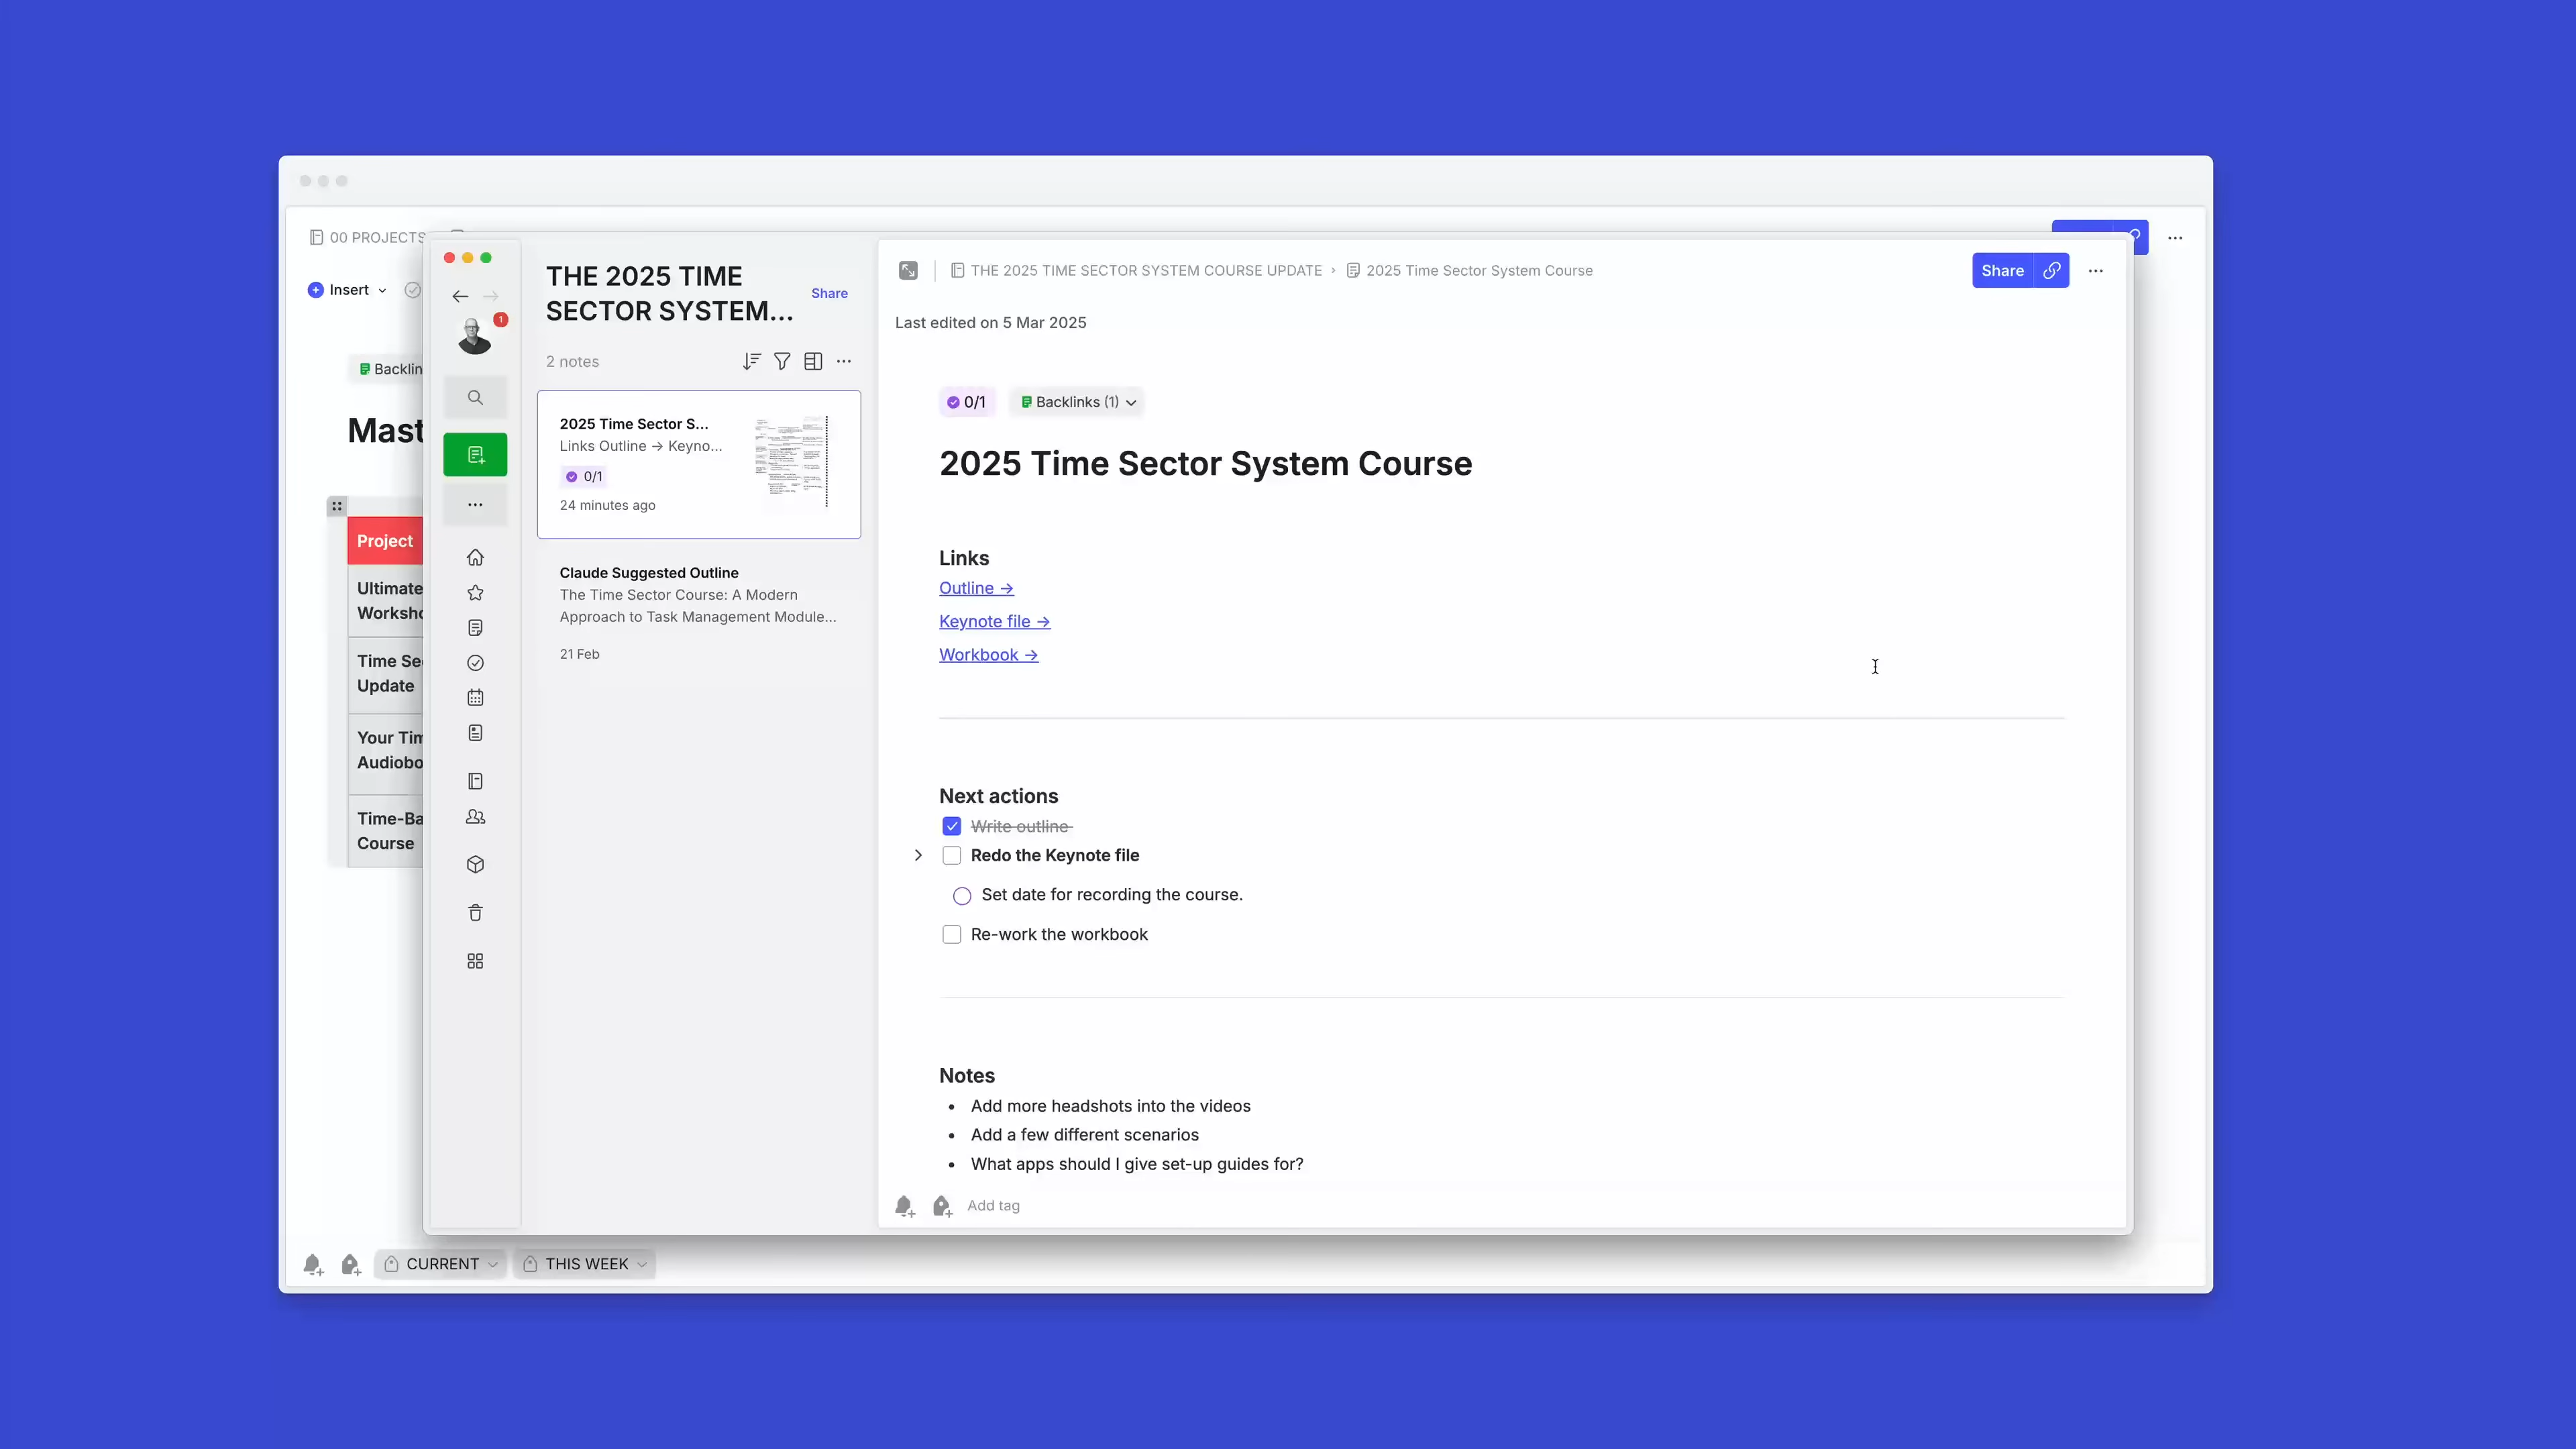 00 PROJECTS
Insert
Backlin
Mast
Project
Ultimate
Worksho
Time Se
Update
Your Tim
Audiobo
Time-Ba
Course
CURRENT
THIS WEEK
1
THE 2025 TIME
SECTOR SYSTEM...
Share
2 notes
2025 Time Sector S...
Links Outline → Keyno...
0/1
24 minutes ago
Claude Suggested Outline
The Time Sector Course: A Modern
Approach to Task Management Module...
21 Feb
THE 2025 TIME SECTOR SYSTEM COURSE UPDATE › 2025 Time Sector System Course
Share
Last edited on 5 Mar 2025
0/1 Backlinks (1)
2025 Time Sector System Course
Links
Outline →
Keynote file →
Workbook →
Next actions
Write outline
Redo the Keynote file
Set date for recording the course.
Re-work the workbook
Notes
• Add more headshots into the videos
• Add a few different scenarios
• What apps should I give set-up guides for?
Add tag